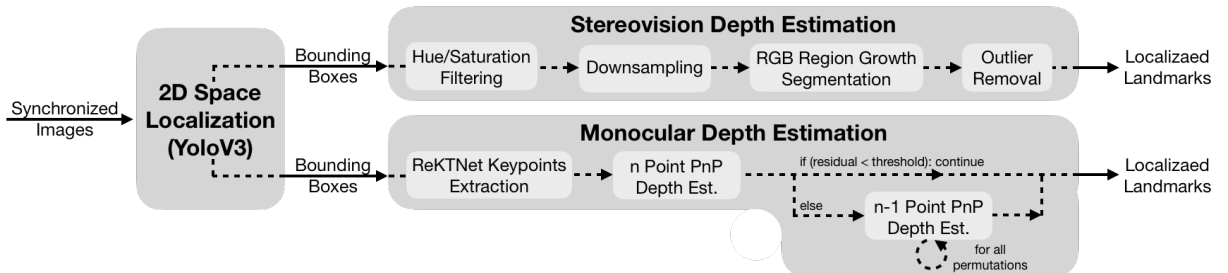 Synchronized
Images
2D Space
Localization
(YoloV3)
Bounding
Boxes
Stereovision Depth Estimation
Hue/Saturation
Filtering
Downsampling
RGB Region Growth
Segmentation
Outlier
Removal
Localizaed
Landmarks
Bounding
Boxes
Monocular Depth Estimation
ReKTNet Keypoints
Extraction
n Point PnP
Depth Est.
if (residual < threshold): continue
else
n-1 Point PnP
Depth Est.
for all
permutations
Localizaed
Landmarks